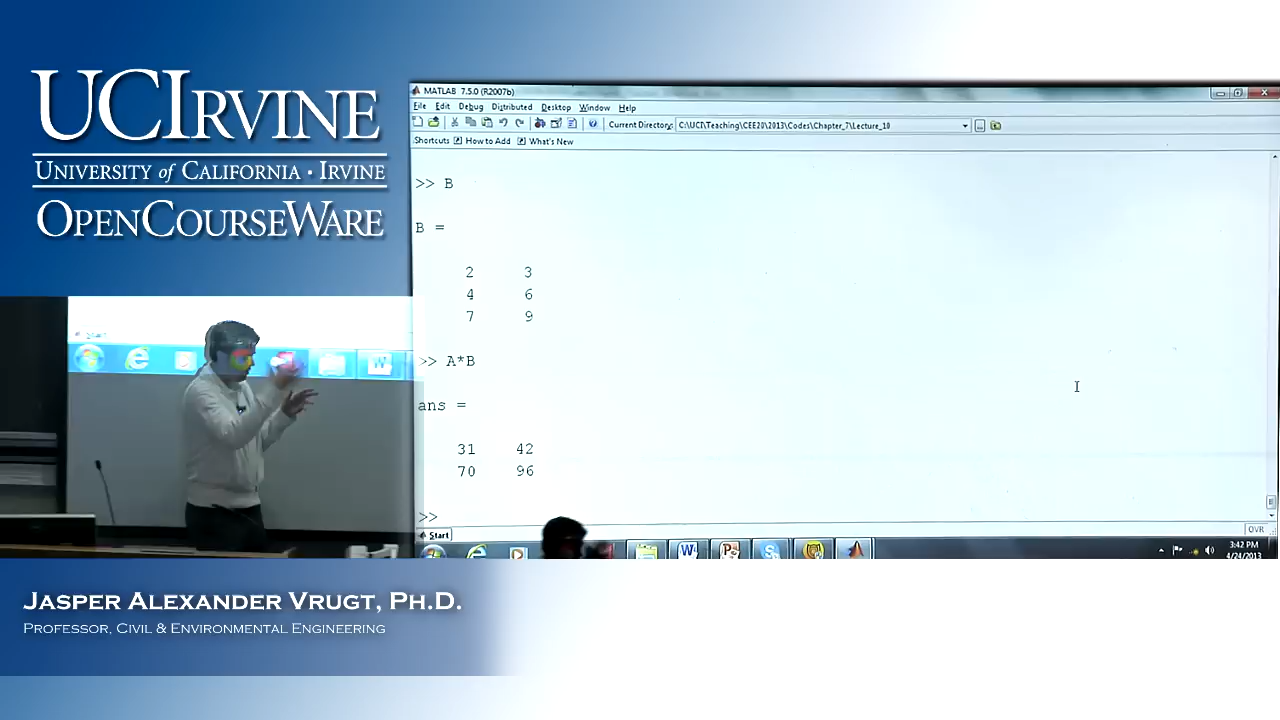 UCIRVINE
UNIVERSITY of CALIFORNIA · IRVINE
OPENCOURSEWARE
MATLAB 7.5.0 (R2007b)
File Edit Debug Distributed Desktop Window Help
Current Directory: C:\UCI\Teaching\CEE20\2013\Codes\Chapter_7\Lecture_10
Shortcuts How to Add What's New
>> B
B =
2 3
4 6
7 9
>> A*B
ans =
31 42
70 96
>>
Start
OVR
3:42 PM
4/24/2013
Start
JASPER ALEXANDER VRUGT, PH.D.
PROFESSOR, CIVIL & ENVIRONMENTAL ENGINEERING